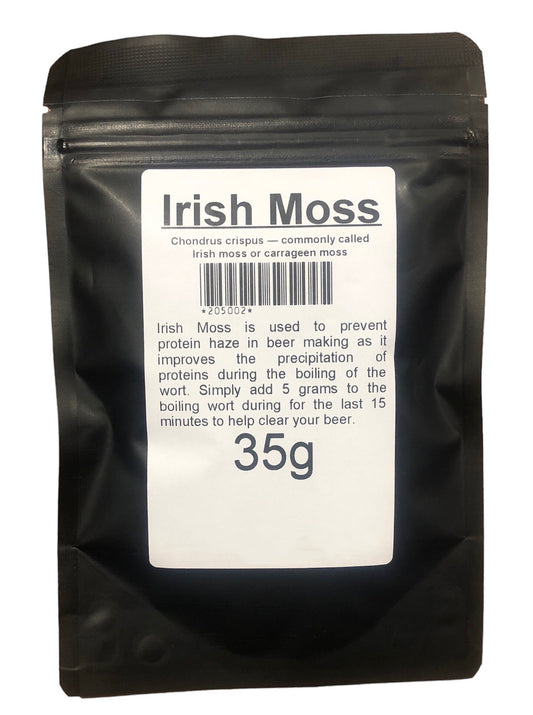 Irish Moss
Chondrus crispus — commonly called
Irish moss or carrageen moss
*205002*
Irish Moss is used to prevent
protein haze in beer making as it
improves the precipitation of
proteins during the boiling of the
wort. Simply add 5 grams to the
boiling wort during for the last 15
minutes to help clear your beer.
35g